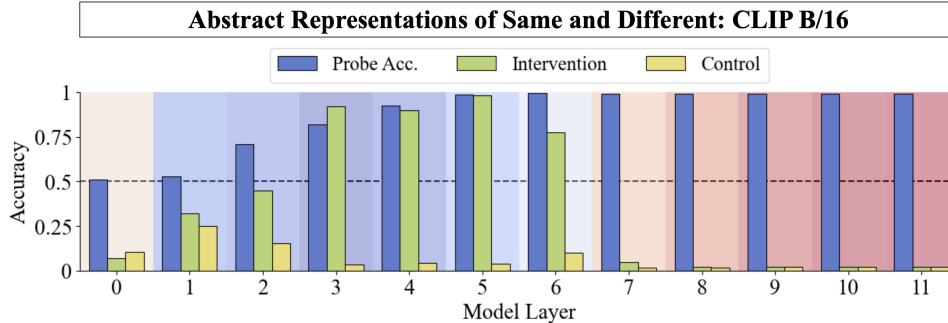 Abstract Representations of Same and Different: CLIP B/16
Probe Acc. Intervention Control
Accuracy
1
0.75
0.5
0.25
0
0 1 2 3 4 5 6 7 8 9 10 11
Model Layer